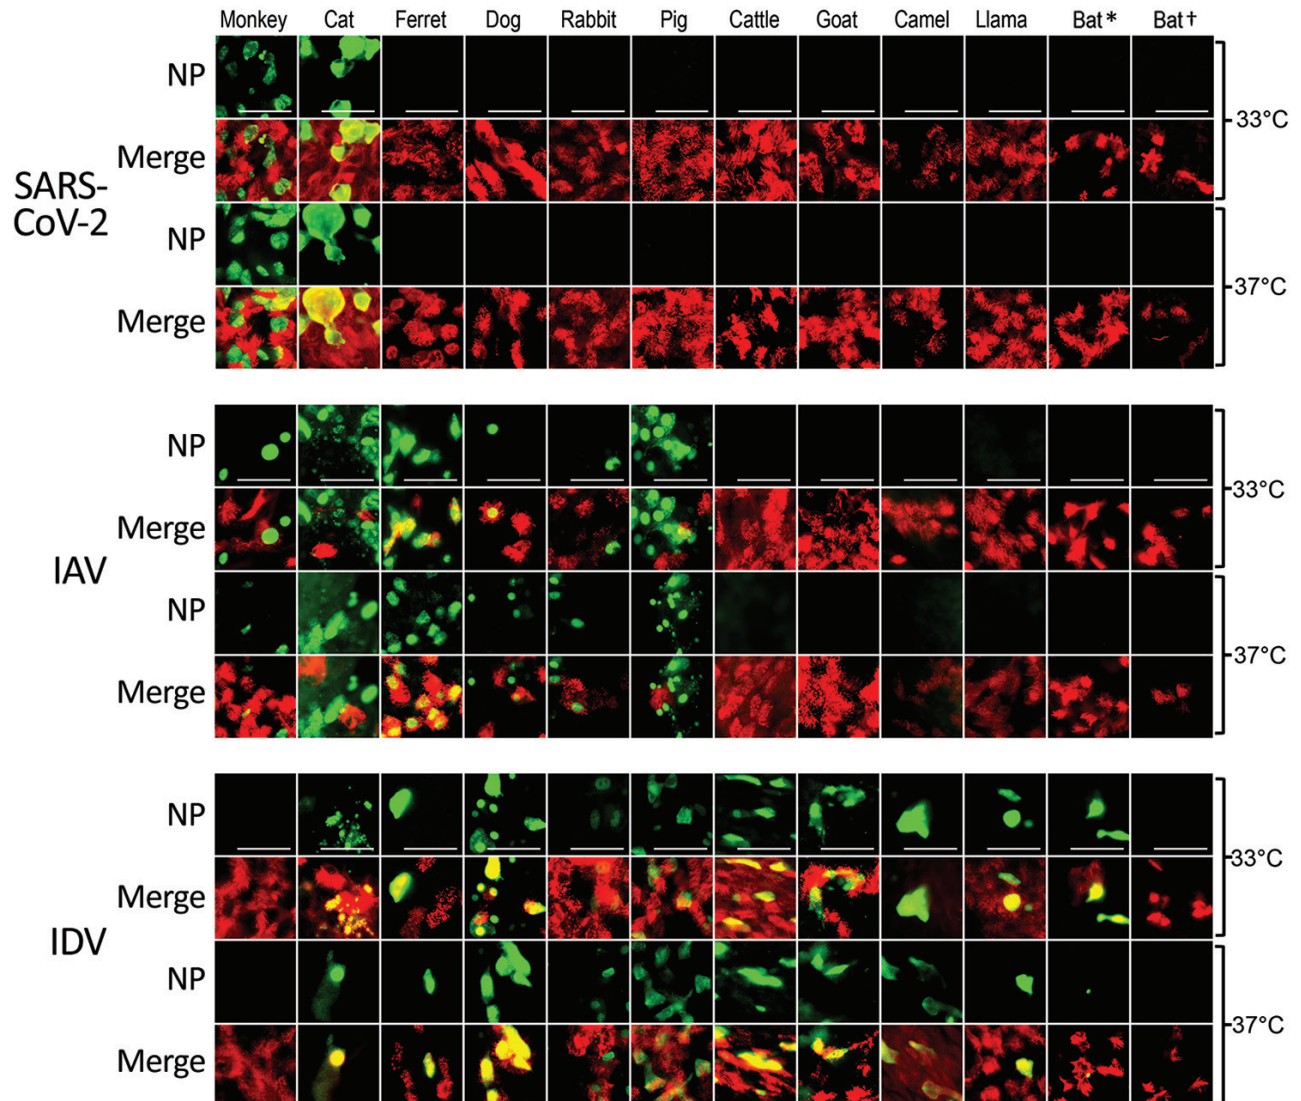 Monkey Cat Ferret Dog Rabbit Pig Cattle Goat Camel Llama Bat* Bat†
SARS-
CoV-2
NP
Merge
33°C
NP
Merge
37°C
IAV
NP
Merge
33°C
NP
Merge
37°C
IDV
NP
Merge
33°C
NP
Merge
37°C